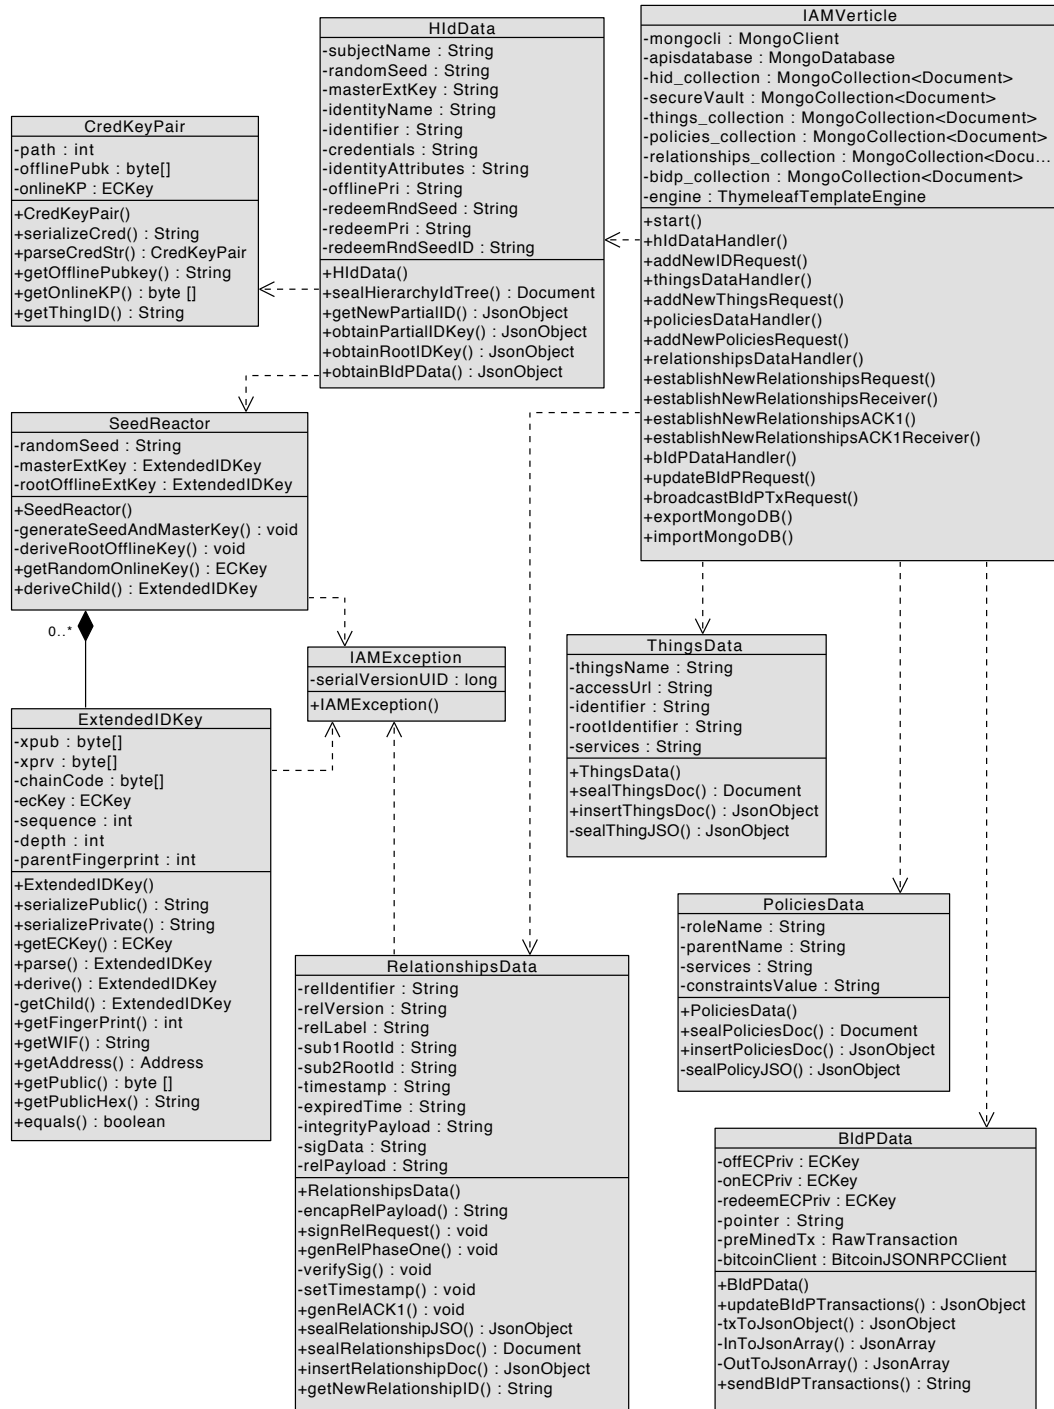 HIdData
-subjectName : String
-randomSeed : String
-masterExtKey : String
-identityName : String
-identifier : String
-credentials : String
-identityAttributes : String
-offlinePri : String
-redeemRndSeed : String
-redeemPri : String
-redeemRndSeedID : String
+HIdData()
+sealHierarchyIdTree() : Document
+getNewPartialID() : JsonObject
+obtainPartialIDKey() : JsonObject
+obtainRootIDKey() : JsonObject
+obtainBIdPData() : JsonObject
IAMVerticle
-mongocli : MongoClient
-apisdatabase : MongoDatabase
-hid_collection : MongoCollection<Document>
-secureVault : MongoCollection<Document>
-things_collection : MongoCollection<Document>
-policies_collection : MongoCollection<Document>
-relationships_collection : MongoCollection<Docu...
-bidp_collection : MongoCollection<Document>
-engine : ThymeleafTemplateEngine
+start()
+hIdDataHandler()
+addNewIDRequest()
+thingsDataHandler()
+addNewThingsRequest()
+policiesDataHandler()
+addNewPoliciesRequest()
+relationshipsDataHandler()
+establishNewRelationshipsRequest()
+establishNewRelationshipsReceiver()
+establishNewRelationshipsACK1()
+establishNewRelationshipsACK1Receiver()
+bIdPDataHandler()
+updateBIdPRequest()
+broadcastBIdPTxRequest()
+exportMongoDB()
+importMongoDB()
CredKeyPair
-path : int
-offlinePubk : byte[]
-onlineKP : ECKey
+CredKeyPair()
+serializeCred() : String
+parseCredStr() : CredKeyPair
+getOfflinePubkey() : String
+getOnlineKP() : byte []
+getThingID() : String
SeedReactor
-randomSeed : String
-masterExtKey : ExtendedIDKey
-rootOfflineExtKey : ExtendedIDKey
+SeedReactor()
-generateSeedAndMasterKey() : void
-deriveRootOfflineKey() : void
+getRandomOnlineKey() : ECKey
+deriveChild() : ExtendedIDKey
0..*
IAMException
-serialVersionUID : long
+IAMException()
ThingsData
-thingsName : String
-accessUrl : String
-identifier : String
-rootIdentifier : String
-services : String
+ThingsData()
+sealThingsDoc() : Document
+insertThingsDoc() : JsonObject
-sealThingJSO() : JsonObject
ExtendedIDKey
-xpub : byte[]
-xprv : byte[]
-chainCode : byte[]
-ecKey : ECKey
-sequence : int
-depth : int
-parentFingerprint : int
+ExtendedIDKey()
+serializePublic() : String
+serializePrivate() : String
+getECKey() : ECKey
+parse() : ExtendedIDKey
+derive() : ExtendedIDKey
-getChild() : ExtendedIDKey
+getFingerPrint() : int
+getWIF() : String
+getAddress() : Address
+getPublic() : byte []
+getPublicHex() : String
+equals() : boolean
PoliciesData
-roleName : String
-parentName : String
-services : String
-constraintsValue : String
+PoliciesData()
+sealPoliciesDoc() : Document
+insertPoliciesDoc() : JsonObject
-sealPolicyJSO() : JsonObject
RelationshipsData
-relIdentifier : String
-relVersion : String
-relLabel : String
-sub1RootId : String
-sub2RootId : String
-timestamp : String
-expiredTime : String
-integrityPayload : String
-sigData : String
-relPayload : String
+RelationshipsData()
-encapRelPayload() : String
+signRelRequest() : void
+genRelPhaseOne() : void
-verifySig() : void
-setTimestamp() : void
+genRelACK1() : void
+sealRelationshipJSO() : JsonObject
+sealRelationshipsDoc() : Document
+insertRelationshipDoc() : JsonObject
+getNewRelationshipID() : String
BIdPData
-offECPriv : ECKey
-onECPriv : ECKey
-redeemECPriv : ECKey
-pointer : String
-preMinedTx : RawTransaction
-bitcoinClient : BitcoinJSONRPCClient
+BIdPData()
+updateBIdPTransactions() : JsonObject
-txToJsonObject() : JsonObject
-InToJsonArray() : JsonArray
-OutToJsonArray() : JsonArray
+sendBIdPTransactions() : String